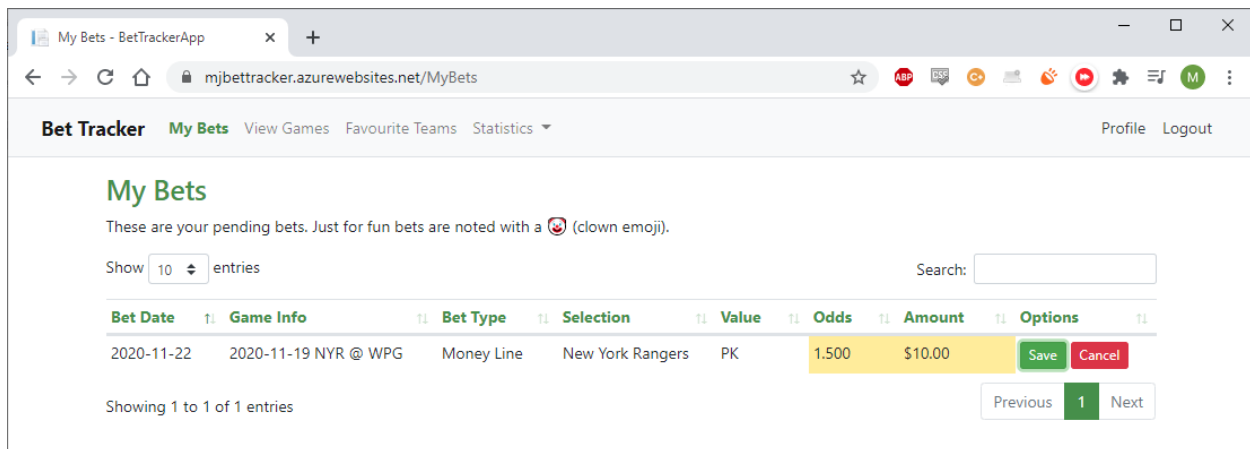 My Bets - BetTrackerApp
mjbettracker.azurewebsites.net/MyBets
ABP CSS C+ M
Bet Tracker My Bets View Games Favourite Teams Statistics Profile Logout
My Bets
These are your pending bets. Just for fun bets are noted with a 🤡 (clown emoji).
Show 10 entries Search:
Bet Date Game Info Bet Type Selection Value Odds Amount Options
2020-11-22 2020-11-19 NYR @ WPG Money Line New York Rangers PK 1.500 $10.00 Save Cancel
Showing 1 to 1 of 1 entries Previous 1 Next